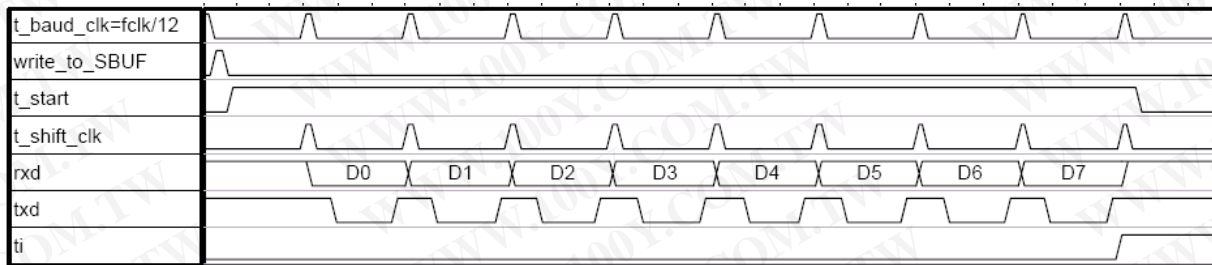 t_baud_clk=fclk/12
write_to_SBUF
t_start
t_shift_clk
rxd D0 D1 D2 D3 D4 D5 D6 D7
txd
ti
WWW.100Y.COM.TW